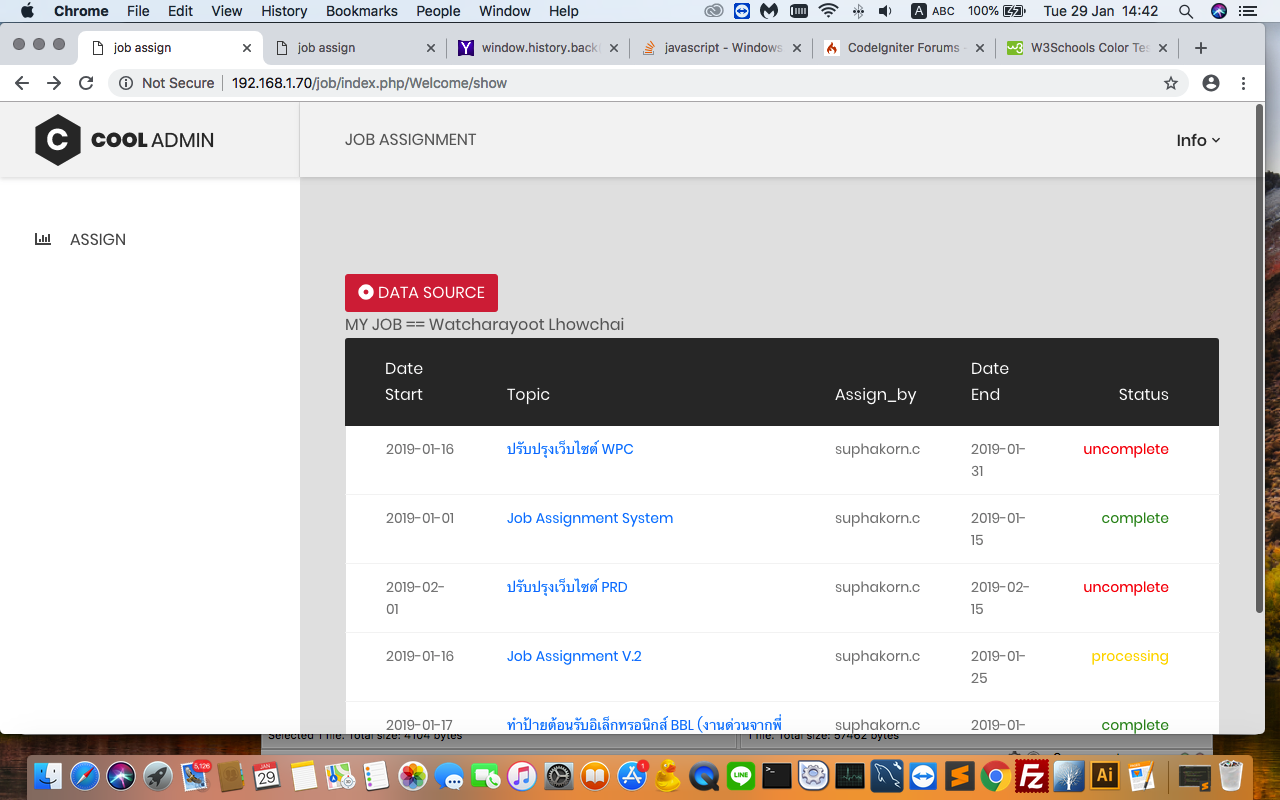 Chrome File Edit View History Bookmarks People Window Help A ABC 100% Tue 29 Jan 14:42
job assign job assign window.history.back javascript - Windows CodeIgniter Forums - W3Schools Color Tes
Not Secure 192.168.1.70/job/index.php/Welcome/show
C COOL ADMIN
JOB ASSIGNMENT
Info
ASSIGN
DATA SOURCE
MY JOB == Watcharayoot Lhowchai
Date Start Topic Assign_by Date End Status
2019-01-16 ปรับปรุงเว็บไซต์ WPC suphakorn.c 2019-01-31 uncomplete
2019-01-01 Job Assignment System suphakorn.c 2019-01-15 complete
2019-02-01 ปรับปรุงเว็บไซต์ PRD suphakorn.c 2019-02-15 uncomplete
2019-01-16 Job Assignment V.2 suphakorn.c 2019-01-25 processing
2019-01-17 ทำป้ายต้อนรับอิเล็กทรอนิกส์ BBL (งานด่วนจากพี่ suphakorn.c 2019-01- complete
Selected 1 file. Total size: 4104 bytes 1 file. Total size: 57462 bytes
6,126 JAN 29 1 LINE Fz Ai